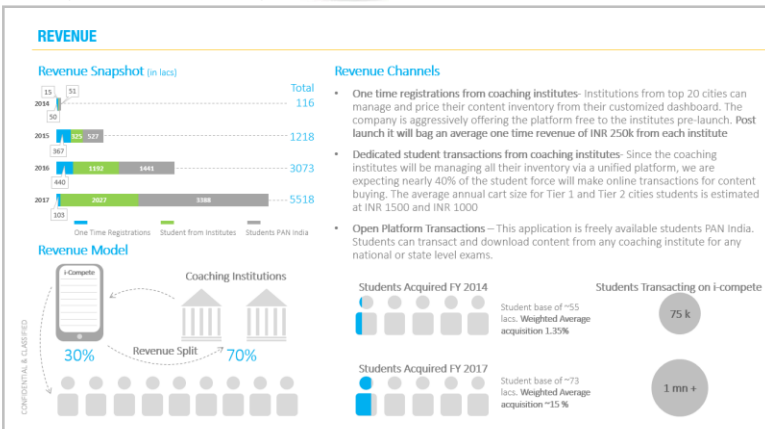 REVENUE
Revenue Snapshot (in lacs)
Total
15
51
2014
116
50
2015
325
527
1218
367
2016
1192
1441
3073
440
2017
2027
3388
5518
103
One Time Registrations
Student from Institutes
Students PAN India
Revenue Model
i-Compete
Coaching Institutions
30%
Revenue Split
70%
CONFIDENTIAL & CLASSIFIED
Revenue Channels
• One time registrations from coaching institutes- Institutions from top 20 cities can
manage and price their content inventory from their customized dashboard. The
company is aggressively offering the platform free to the institutes pre-launch. Post
launch it will bag an average one time revenue of INR 250k from each institute
• Dedicated student transactions from coaching institutes- Since the coaching
institutes will be managing all their inventory via a unified platform, we are
expecting nearly 40% of the student force will make online transactions for content
buying. The average annual cart size for Tier 1 and Tier 2 cities students is estimated
at INR 1500 and INR 1000
• Open Platform Transactions – This application is freely available students PAN India.
Students can transact and download content from any coaching institute for any
national or state level exams.
Students Acquired FY 2014
Students Transacting on i-compete
Student base of ~55
lacs. Weighted Average
acquisition 1.35%
75 k
Students Acquired FY 2017
Student base of ~73
lacs. Weighted Average
acquisition ~15 %
1 mn +